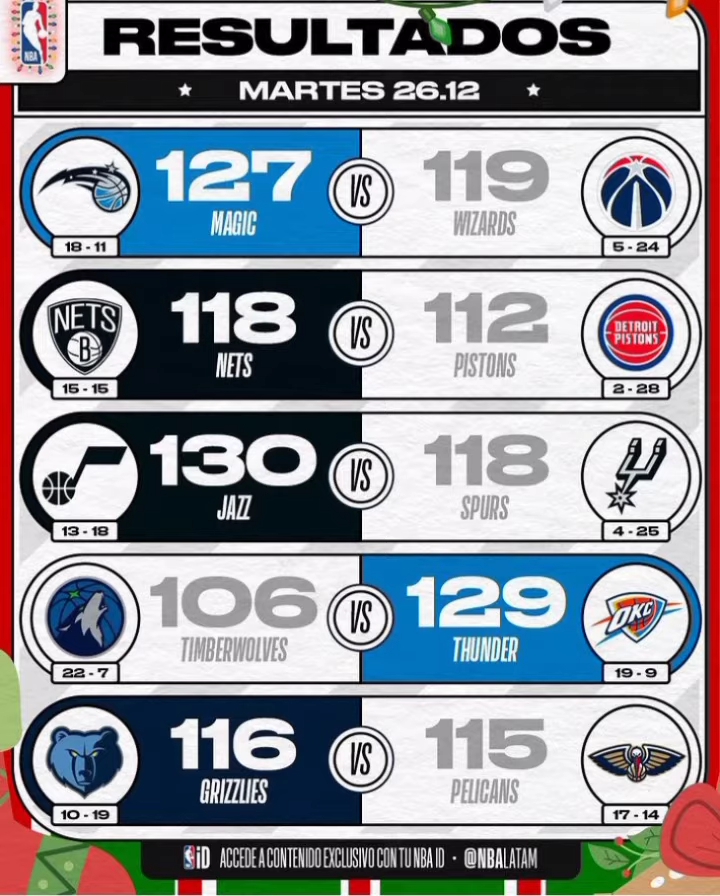 NBA
RESULTADOS
MARTES 26.12
127 VS 119
MAGIC WIZARDS
18 - 11 5 - 24
NETS
B
118 VS 112
DETROIT
PISTONS
NETS PISTONS
15 - 15 2 - 28
130 VS 118
JAZZ SPURS
13 - 18 4 - 25
106 VS 129
OKC
TIMBERWOLVES THUNDER
22 - 7 19 - 9
116 VS 115
GRIZZLIES PELICANS
10 - 19 17 - 14
iD ACCEDE A CONTENIDO EXCLUSIVO CON TU NBA ID · @NBALATAM